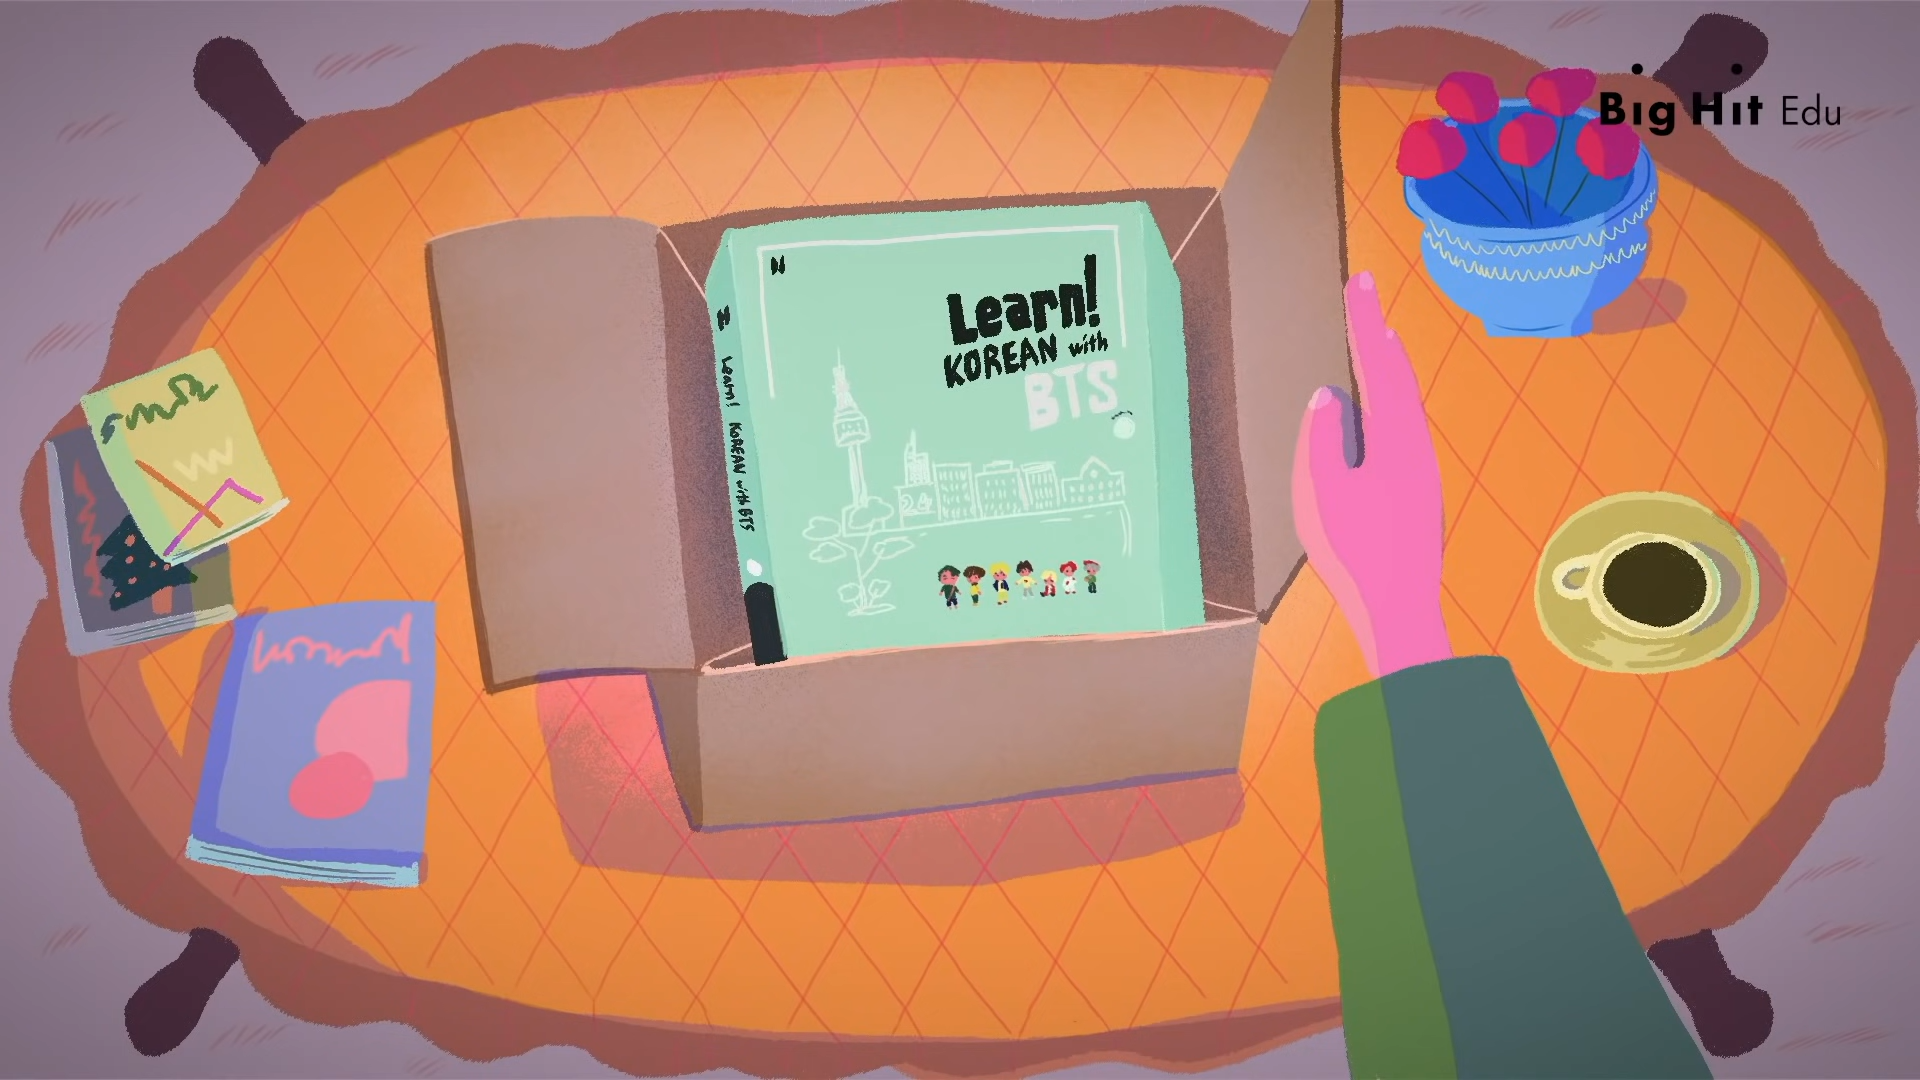 Big Hit Edu
Learn!
KOREAN with
BTS
Learn! KOREAN with BTS